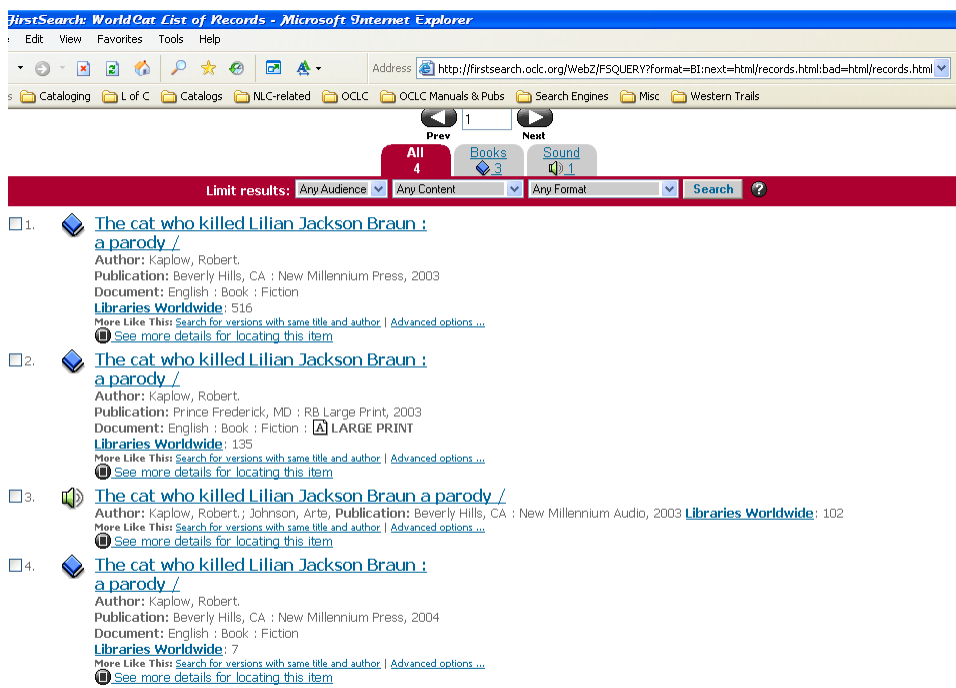 FirstSearch: WorldCat List of Records - Microsoft Internet Explorer
Edit View Favorites Tools Help
Address http://firstsearch.oclc.org/WebZ/FSQUERY?format=BI:next=html/records.html:bad=html/records.html
s Cataloging L of C Catalogs NLC-related OCLC OCLC Manuals & Pubs Search Engines Misc Western Trails
1
Prev Next
All Books Sound
4 3 1
Limit results: Any Audience Any Content Any Format Search ?
1. The cat who killed Lilian Jackson Braun :
a parody /
Author: Kaplow, Robert.
Publication: Beverly Hills, CA : New Millennium Press, 2003
Document: English : Book : Fiction
Libraries Worldwide: 516
More Like This: Search for versions with same title and author | Advanced options ...
See more details for locating this item
2. The cat who killed Lilian Jackson Braun :
a parody /
Author: Kaplow, Robert.
Publication: Prince Frederick, MD : RB Large Print, 2003
Document: English : Book : Fiction : A LARGE PRINT
Libraries Worldwide: 135
More Like This: Search for versions with same title and author | Advanced options ...
See more details for locating this item
3. The cat who killed Lilian Jackson Braun a parody /
Author: Kaplow, Robert.; Johnson, Arte, Publication: Beverly Hills, CA : New Millennium Audio, 2003 Libraries Worldwide: 102
More Like This: Search for versions with same title and author | Advanced options ...
See more details for locating this item
4. The cat who killed Lilian Jackson Braun :
a parody /
Author: Kaplow, Robert.
Publication: Beverly Hills, CA : New Millennium Press, 2004
Document: English : Book : Fiction
Libraries Worldwide: 7
More Like This: Search for versions with same title and author | Advanced options ...
See more details for locating this item